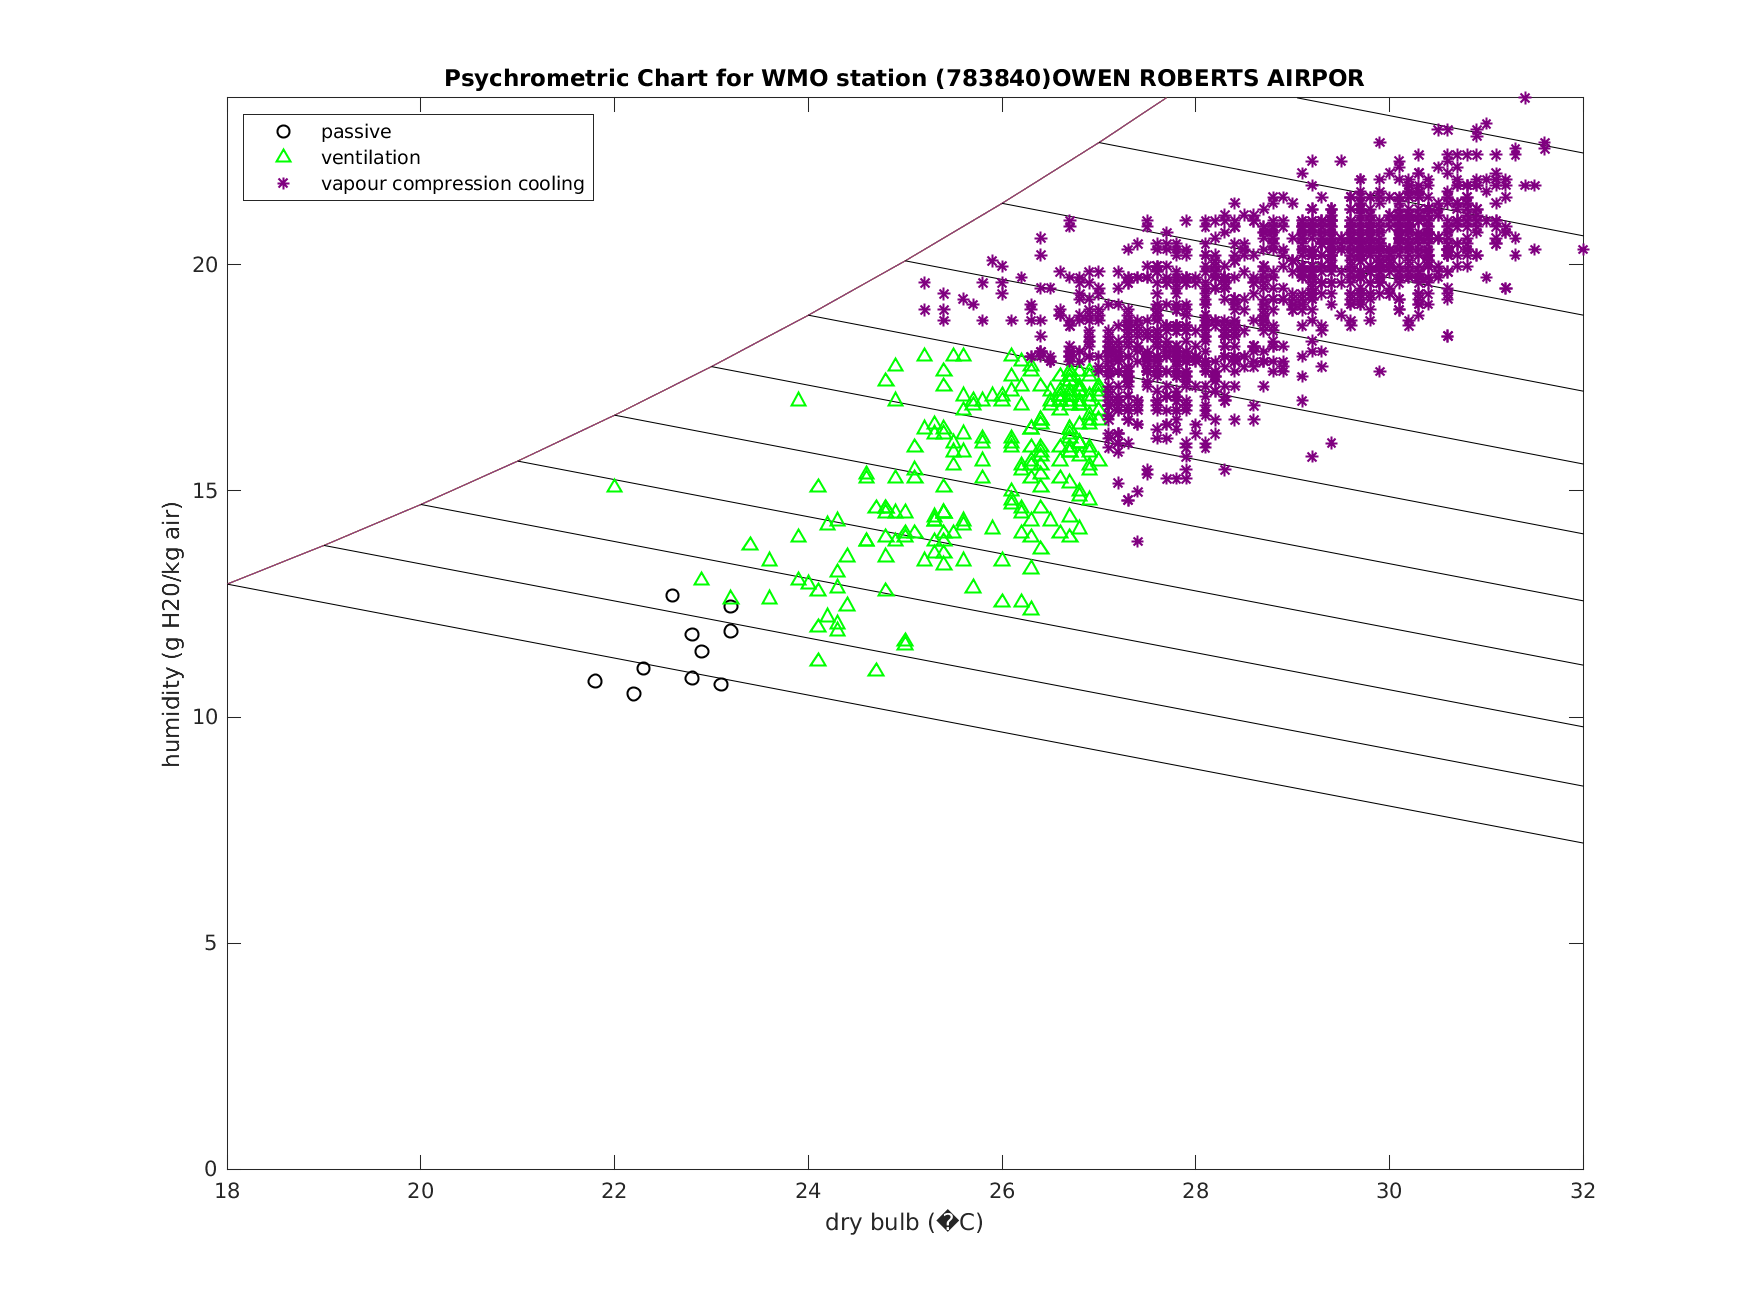 Psychrometric Chart for WMO station (783840)OWEN ROBERTS AIRPOR
passive
ventilation
vapour compression cooling
humidity (g H20/kg air)
20
15
10
5
0
18 20 22 24 26 28 30 32
dry bulb (�C)